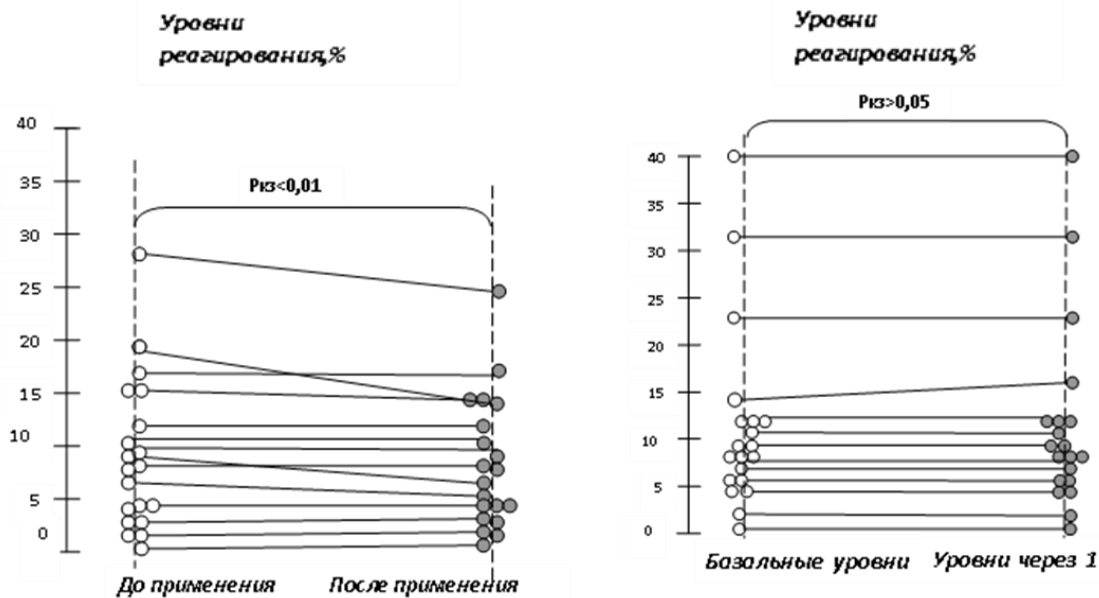 Уровни
реагирования,%
40
35
30
25
20
15
10
5
0
Ркз<0,01
До применения
После применения
Уровни
реагирования,%
Ркз>0,05
40
35
30
25
20
15
10
5
0
Базальные уровни
Уровни через 1